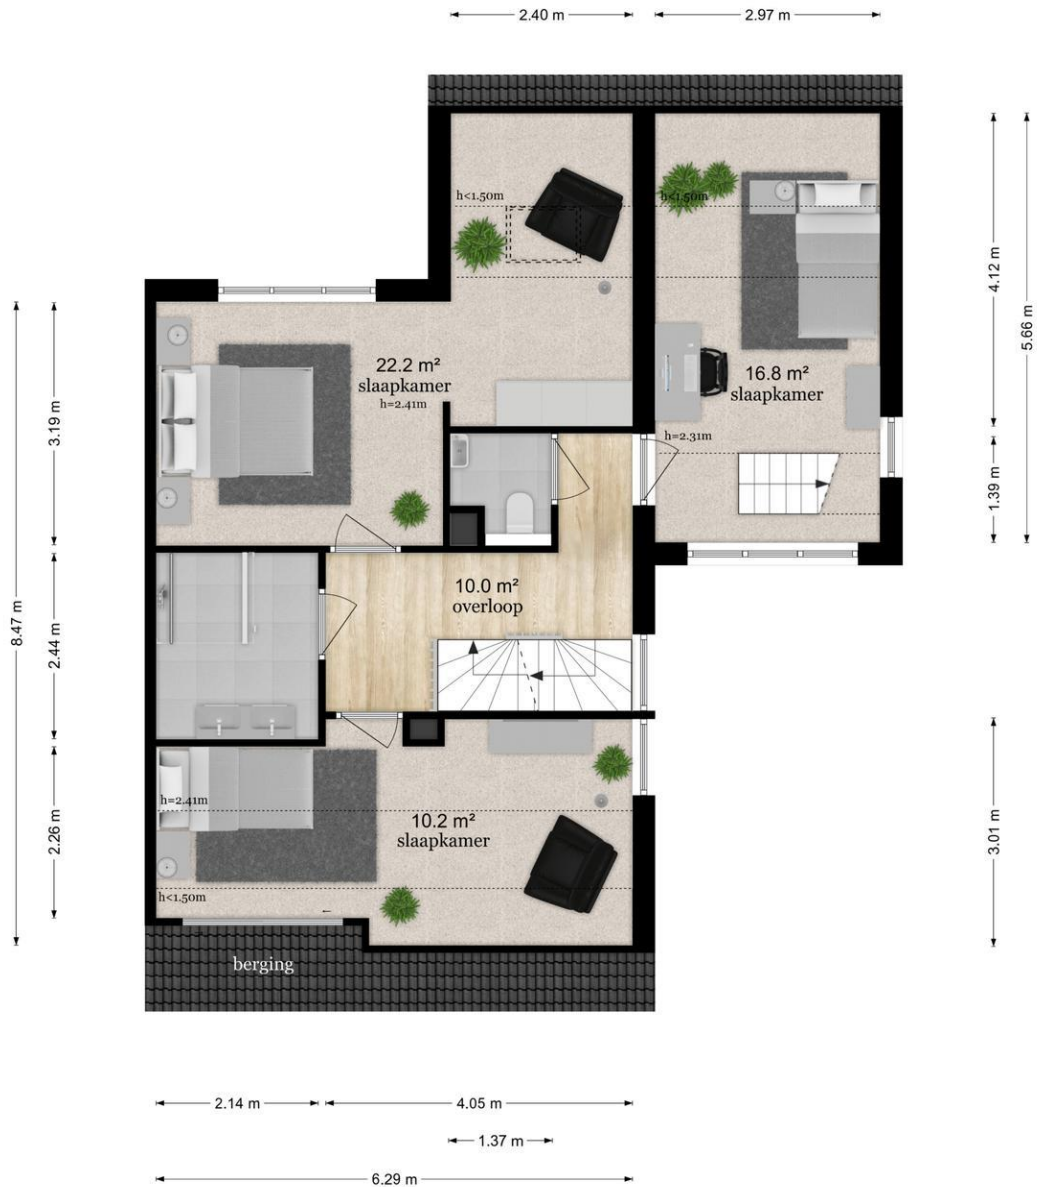 2.40 m
2.97 m
h<1.50m
h<1.50m
4.12 m
5.66 m
22.2 m²
slaapkamer
h=2.41m
16.8 m²
slaapkamer
3.19 m
h=2.31m
1.39 m
10.0 m²
overloop
8.47 m
2.44 m
h=2.41m
10.2 m²
slaapkamer
2.26 m
3.01 m
h<1.50m
berging
2.14 m
4.05 m
1.37 m
6.29 m